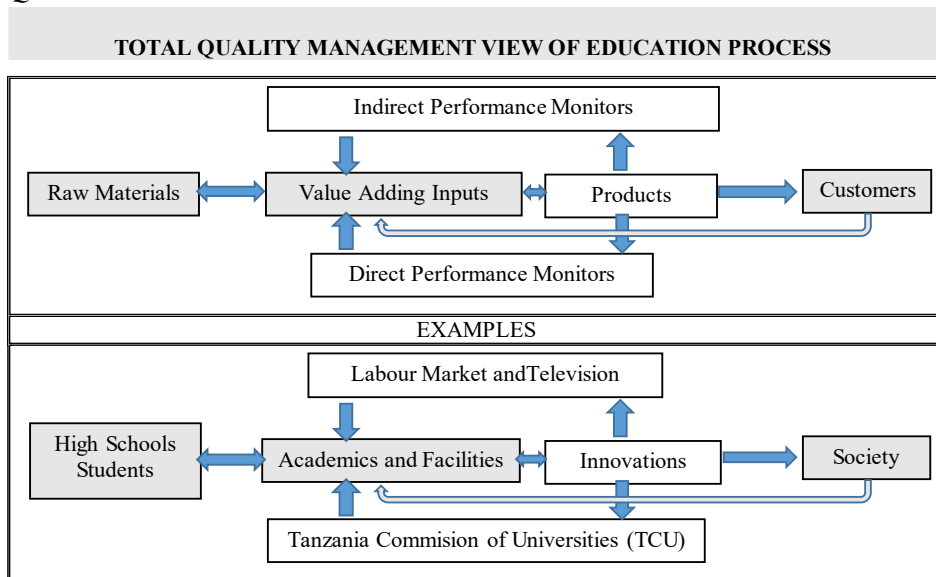 TOTAL QUALITY MANAGEMENT VIEW OF EDUCATION PROCESS
Indirect Performance Monitors
Raw Materials
Value Adding Inputs
Products
Customers
Direct Performance Monitors
EXAMPLES
Labour Market andTelevision
High Schools
Students
Academics and Facilities
Innovations
Society
Tanzania Commision of Universities (TCU)